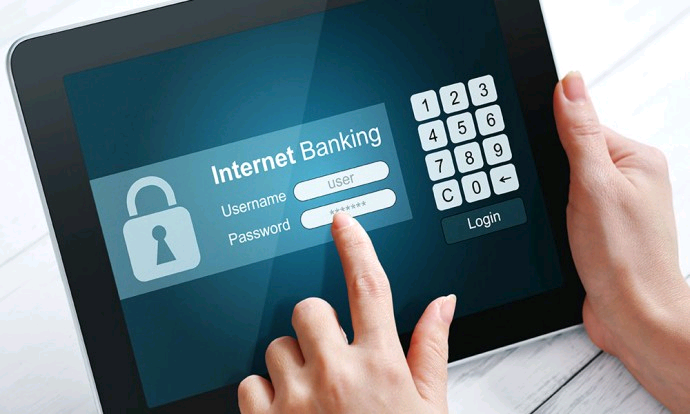 Internet Banking
Username user
Password *******
1 2 3
4 5 6
7 8 9
C 0 ←
Login